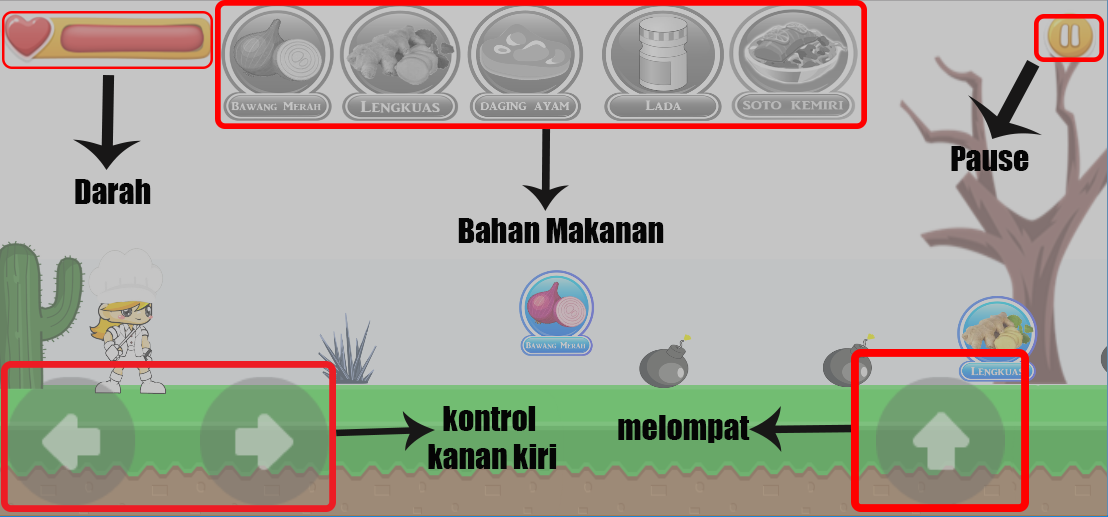 BAWANG MERAH
LENGKUAS
DAGING AYAM
LADA
SOTO KEMIRI
Darah
Bahan Makanan
Pause
BAWANG MERAH
LENGKUAS
kontrol
kanan kiri
melompat